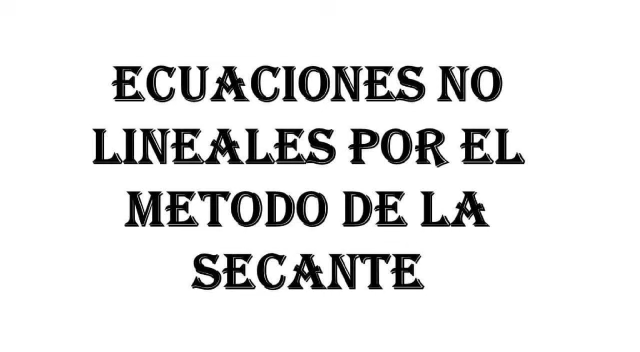 ECUACIONES NO
LINEALES POR EL
METODO DE LA
SECANTE